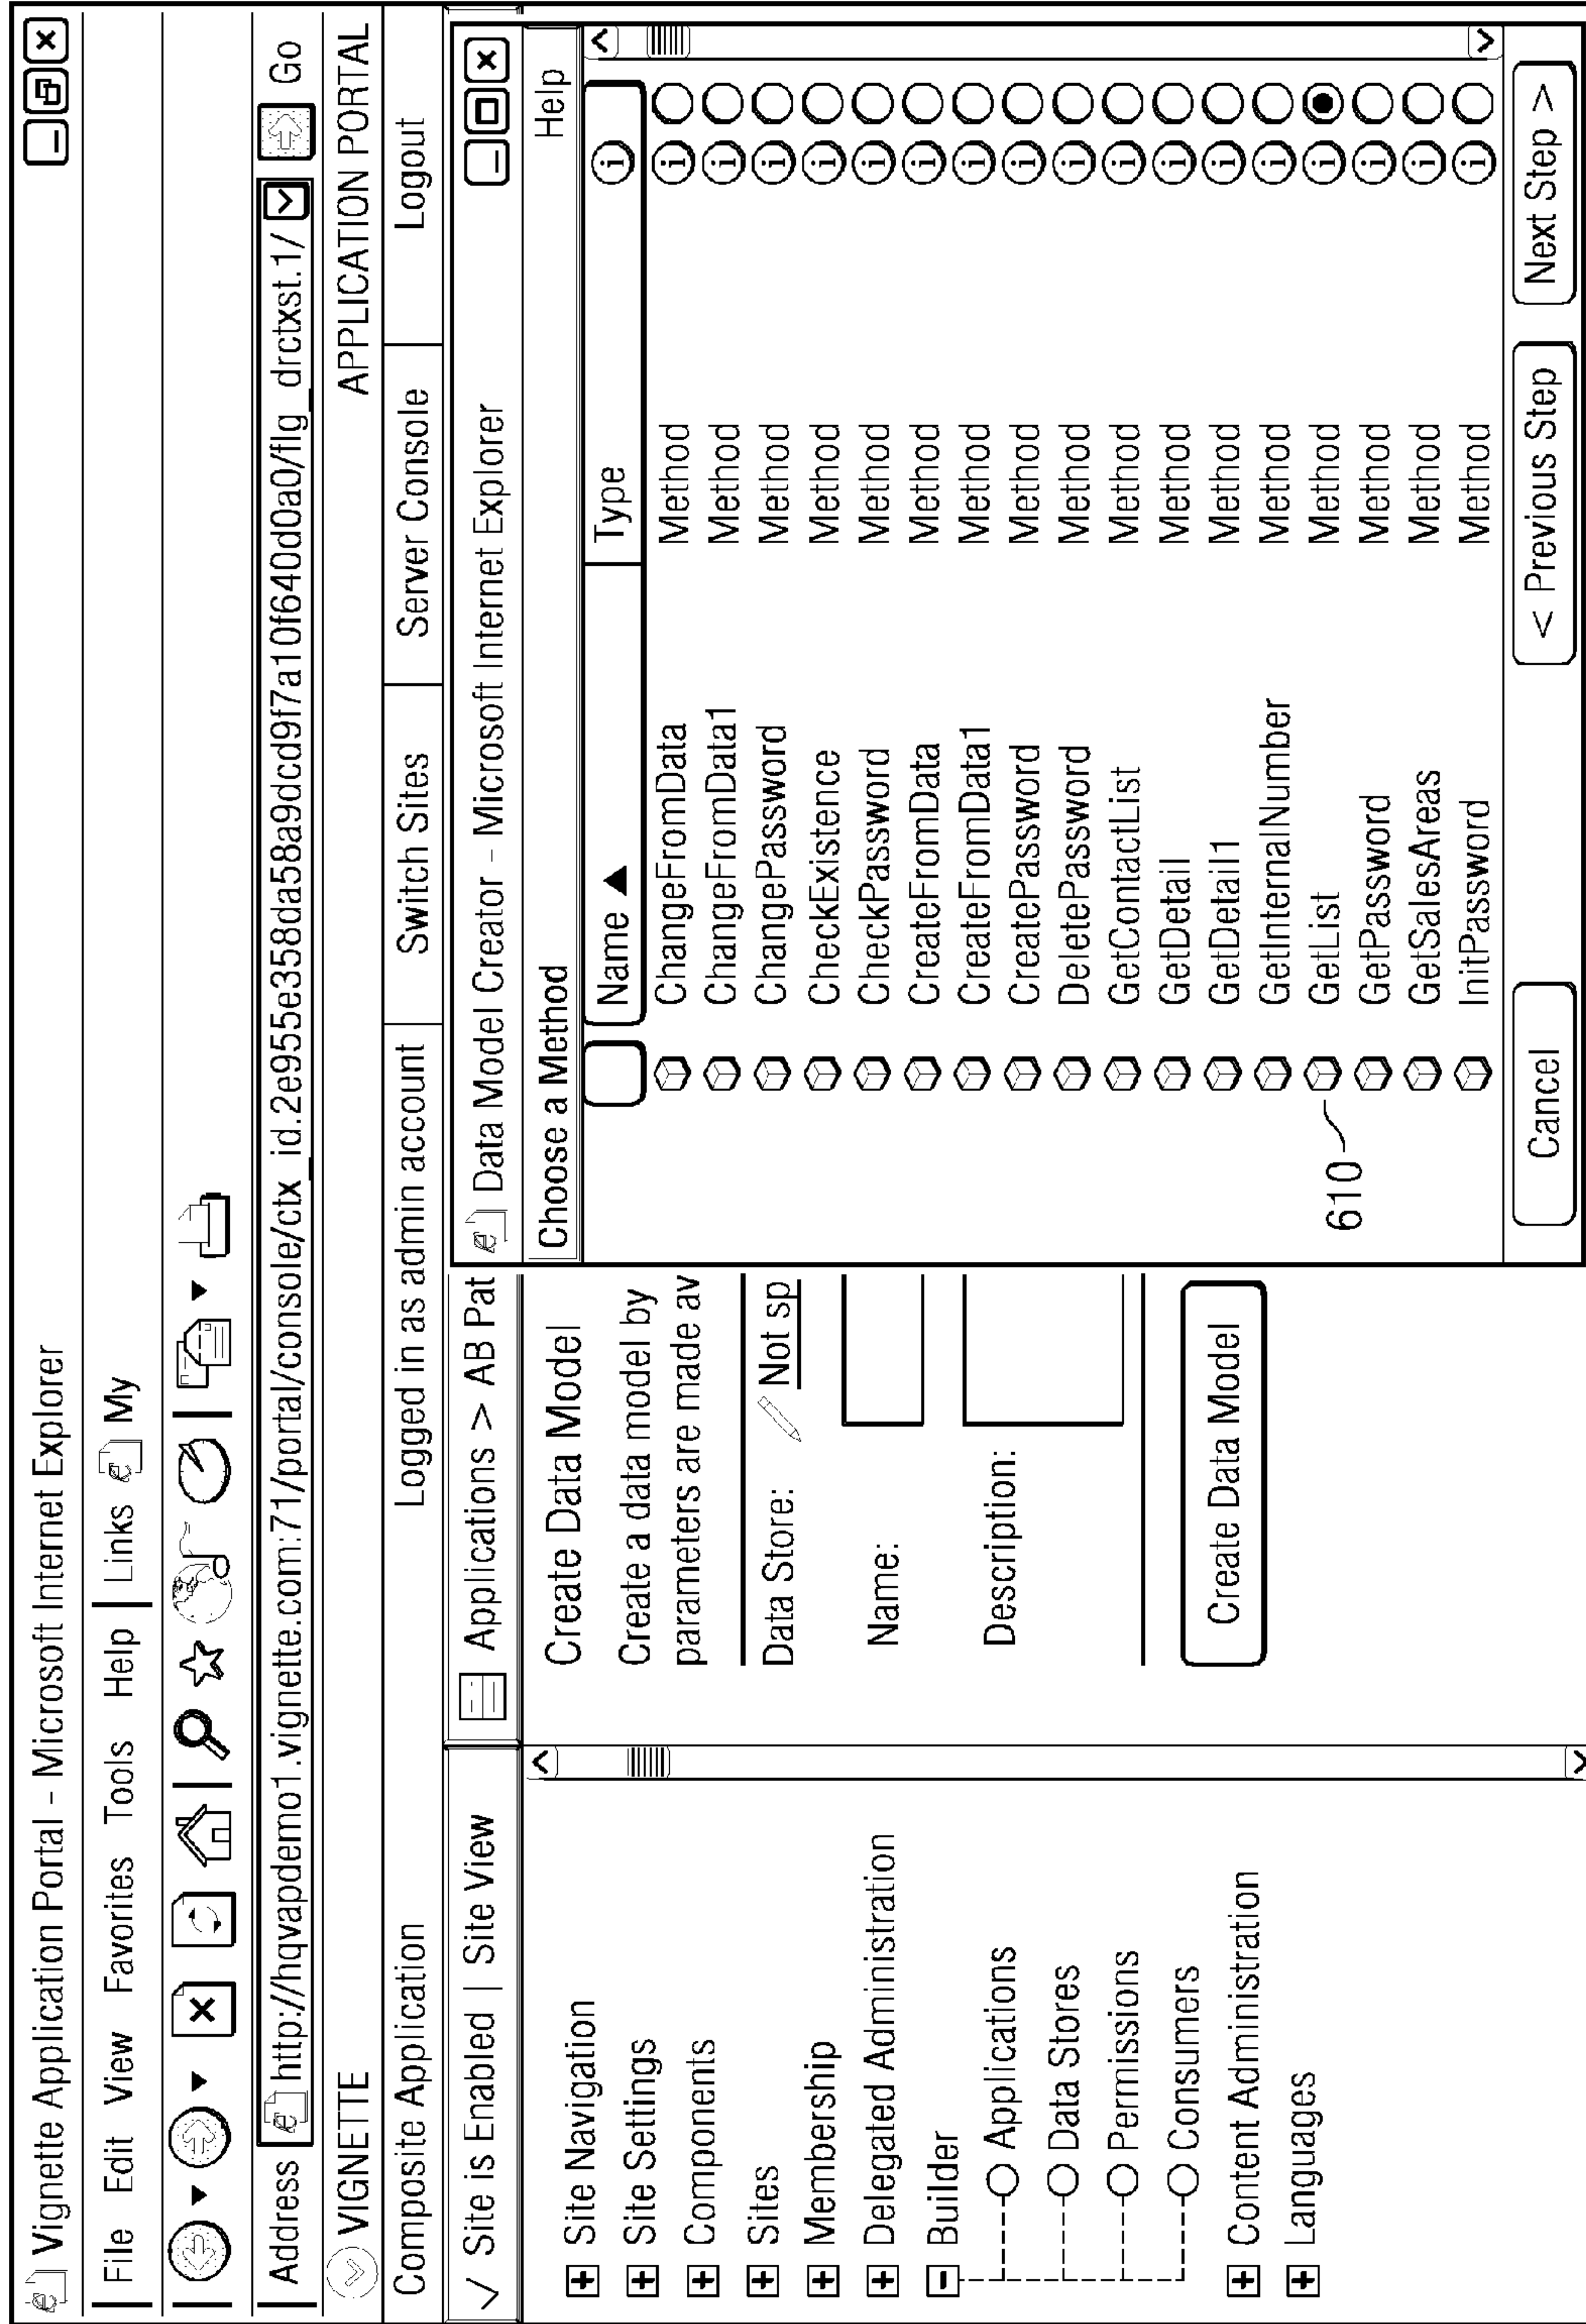 Vignette Application Portal – Microsoft Internet Explorer
File Edit View Favorites Tools Help Links My
Address http://hqvapdemo1.vignette.com:71/portal/console/ctx_id.2e955e358da58a9dcd9f7a10f640d0a0/flg_drctxst.1/ Go
VIGNETTE APPLICATION PORTAL
Composite Application Logged in as admin account Switch Sites Server Console Logout
Site is Enabled | Site View
Site Navigation
Site Settings
Components
Sites
Membership
Delegated Administration
Builder
Applications
Data Stores
Permissions
Consumers
Content Administration
Languages
Applications > AB Pat
Create Data Model
Create a data model by
parameters are made av
Data Store: Not sp
Name:
Description:
Create Data Model
Data Model Creator – Microsoft Internet Explorer
Choose a Method Help
Name ▲ Type i
ChangeFromData Method i
ChangeFromData1 Method i
ChangePassword Method i
CheckExistence Method i
CheckPassword Method i
CreateFromData Method i
CreateFromData1 Method i
CreatePassword Method i
DeletePassword Method i
GetContactList Method i
GetDetail Method i
GetDetail1 Method i
GetInternalNumber Method i
610 GetList Method i
GetPassword Method i
GetSalesAreas Method i
InitPassword Method i
Cancel < Previous Step Next Step >